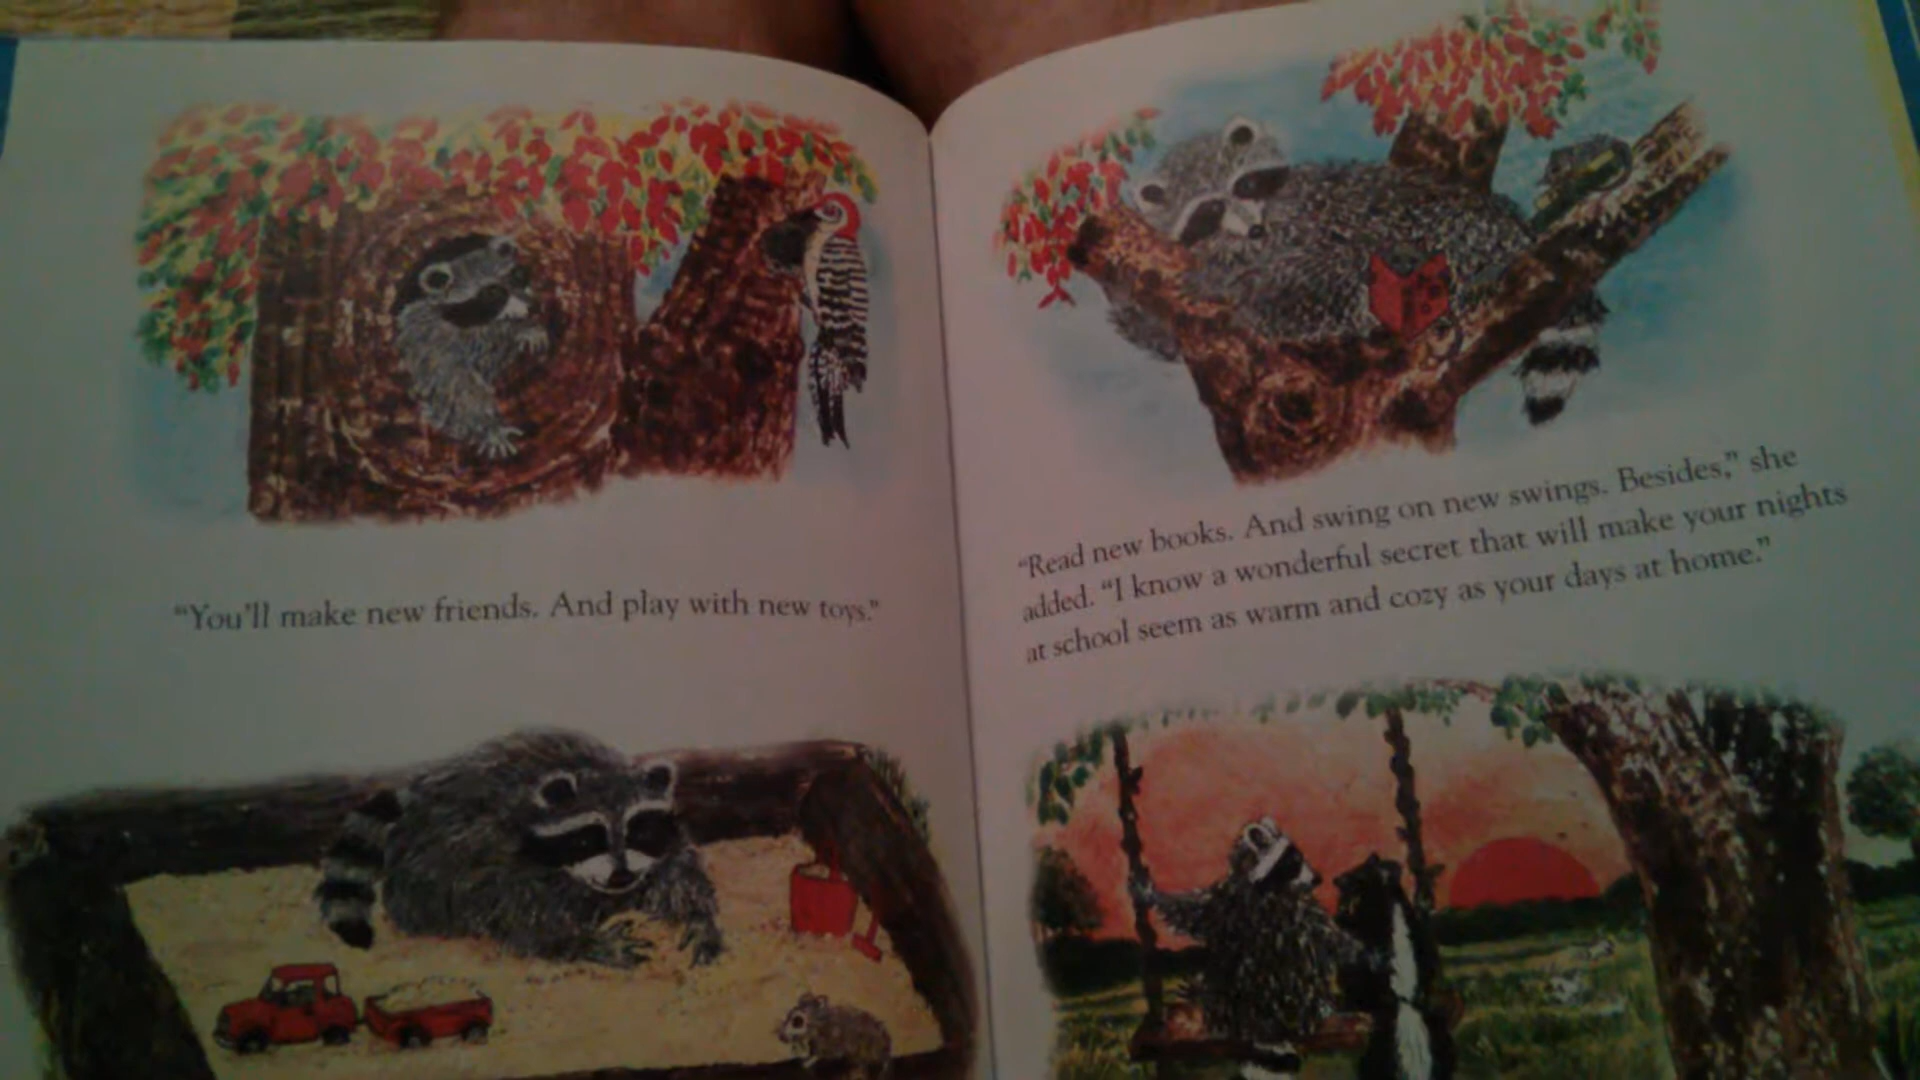 “You’ll make new friends. And play with new toys.”
“Read new books. And swing on new swings. Besides,” she
added. “I know a wonderful secret that will make your nights
at school seem as warm and cozy as your days at home.”